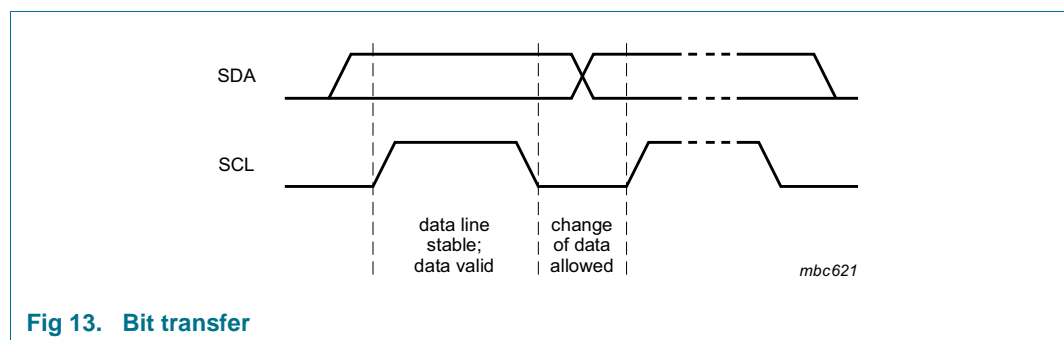 SDA
SCL
data line
stable;
data valid
change
of data
allowed
mbc621
Fig 13. Bit transfer